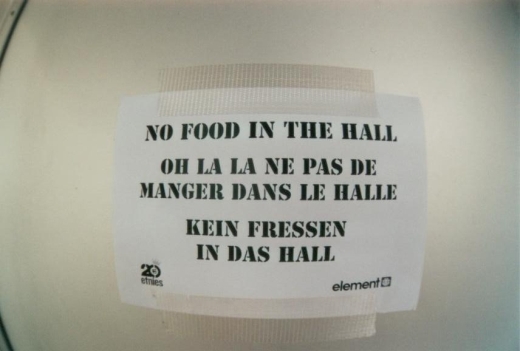 NO FOOD IN THE HALL
OH LA LA NE PAS DE
MANGER DANS LE HALLE
KEIN FRESSEN
IN DAS HALL
20
etnies
element